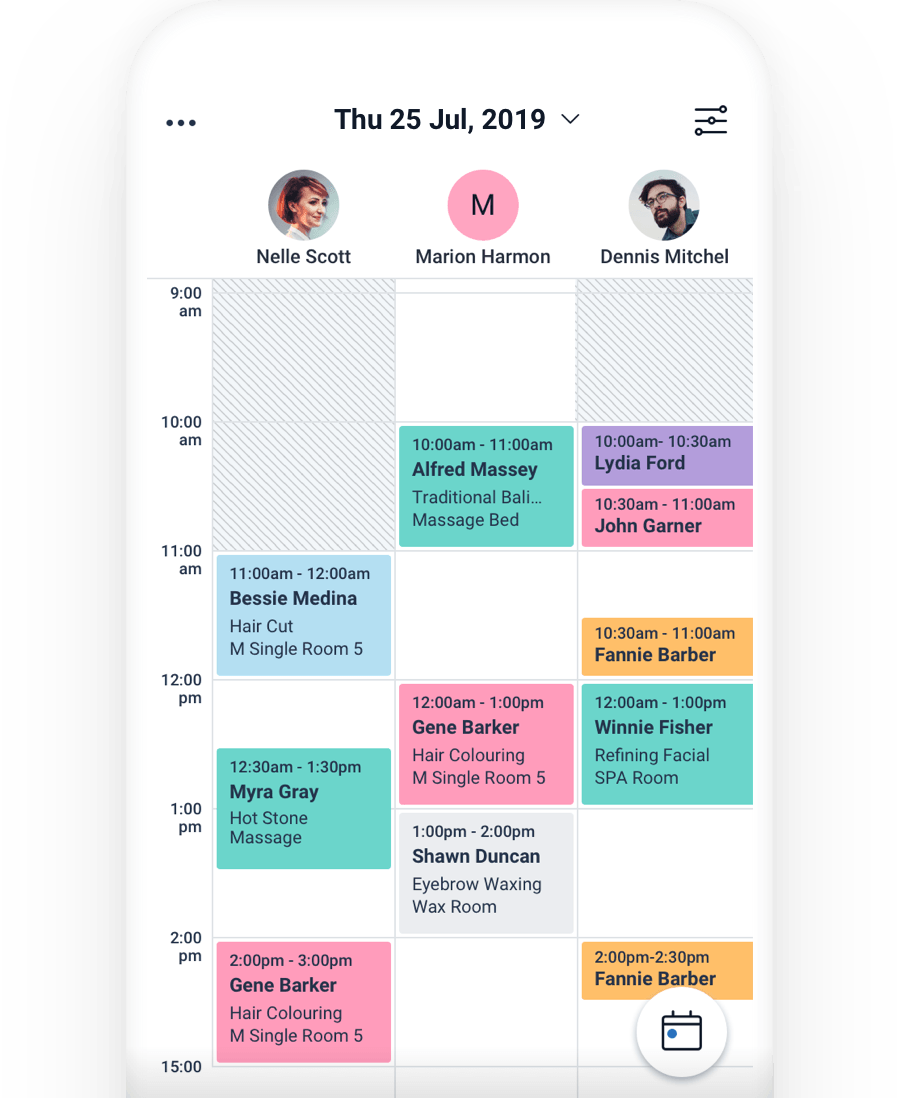 Thu 25 Jul, 2019
M
Nelle Scott
Marion Harmon
Dennis Mitchel
9:00
am
10:00
am
10:00am - 11:00am
Alfred Massey
Traditional Bali...
Massage Bed
10:00am- 10:30am
Lydia Ford
10:30am - 11:00am
John Garner
11:00
am
11:00am - 12:00am
Bessie Medina
Hair Cut
M Single Room 5
10:30am - 11:00am
Fannie Barber
12:00
pm
12:00am - 1:00pm
Gene Barker
Hair Colouring
M Single Room 5
12:00am - 1:00pm
Winnie Fisher
Refining Facial
SPA Room
12:30am - 1:30pm
Myra Gray
Hot Stone
Massage
1:00
pm
1:00pm - 2:00pm
Shawn Duncan
Eyebrow Waxing
Wax Room
2:00
pm
2:00pm - 3:00pm
Gene Barker
Hair Colouring
M Single Room 5
2:00pm-2:30pm
Fannie Barber
15:00